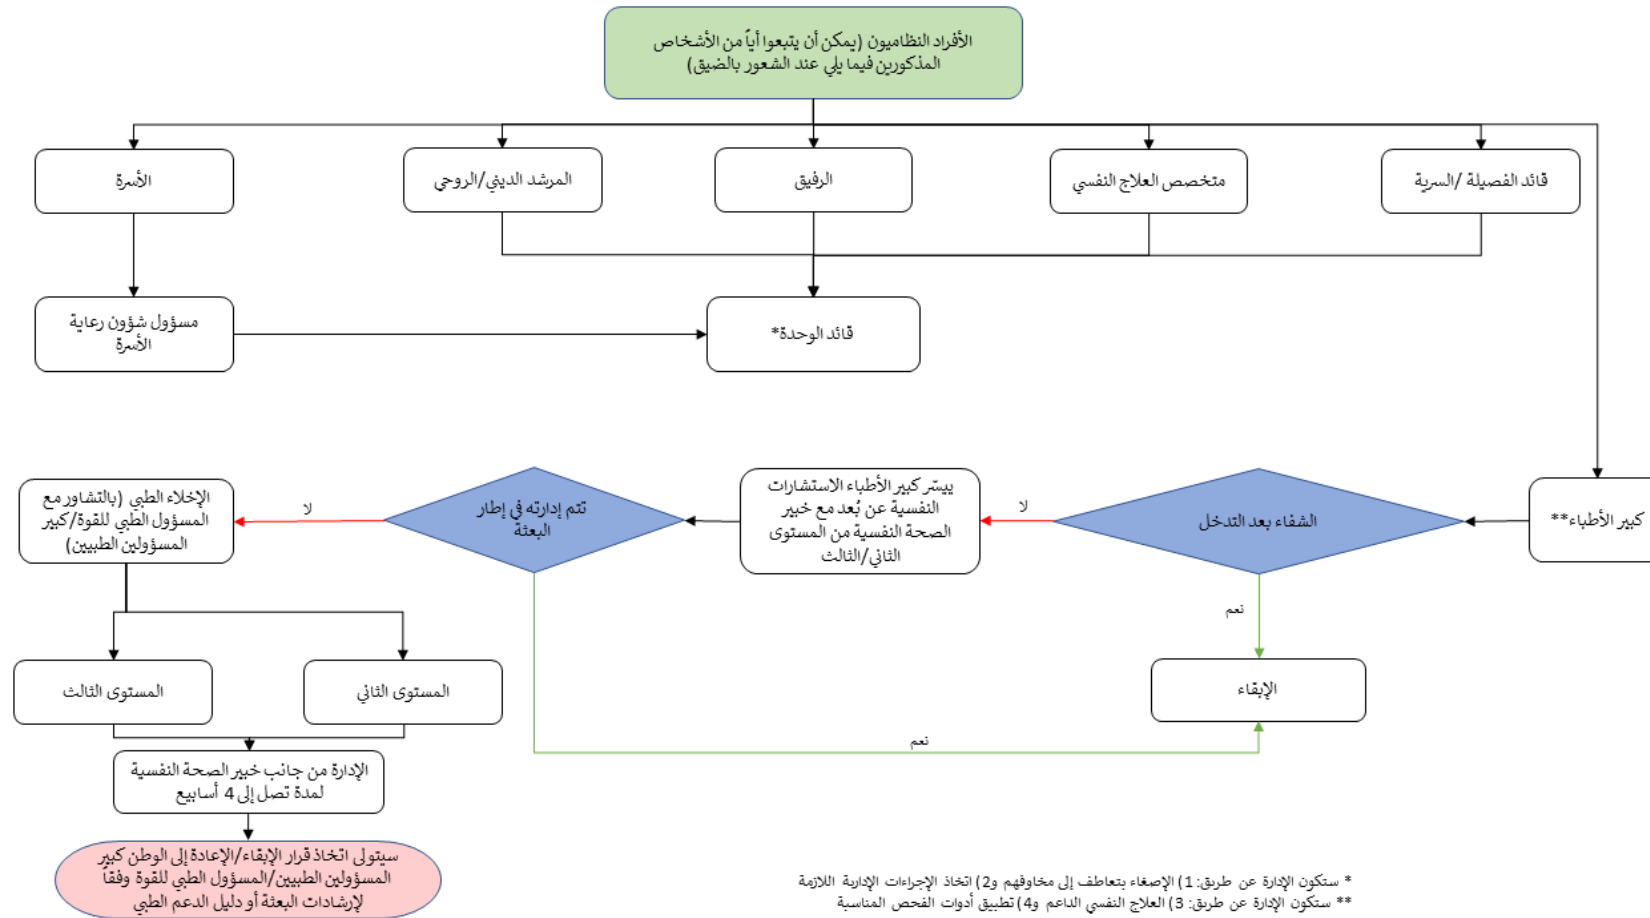 الأفراد النظاميون (يمكن أن يتبعوا أياً من الأشخاص
المذكورين فيما يلي عند الشعور بالضيق)
قائد الفصيلة /السرية
متخصص العلاج النفسي
الرفيق
المرشد الديني/الروحي
الأسرة
قائد الوحدة*
مسؤول شؤون رعاية
الأسرة
كبير الأطباء**
الشفاء بعد التدخل
لا
ييسّر كبير الأطباء الاستشارات
النفسية عن بُعد مع خبير
الصحة النفسية من المستوى
الثاني/الثالث
تتم إدارته في إطار
البعثة
لا
الإخلاء الطبي (بالتشاور مع
المسؤول الطبي للقوة/كبير
المسؤولين الطبيين)
نعم
الإبقاء
نعم
المستوى الثاني
المستوى الثالث
الإدارة من جانب خبير الصحة النفسية
لمدة تصل إلى 4 أسابيع
سيتولى اتخاذ قرار الإبقاء/الإعادة إلى الوطن كبير
المسؤولين الطبيين/المسؤول الطبي للقوة وفقاً
لإرشادات البعثة أو دليل الدعم الطبي
* ستكون الإدارة عن طريق: 1) الإصغاء بتعاطف إلى مخاوفهم و2) اتخاذ الإجراءات الإدارية اللازمة
** ستكون الإدارة عن طريق: 3) العلاج النفسي الداعم و4) تطبيق أدوات الفحص المناسبة